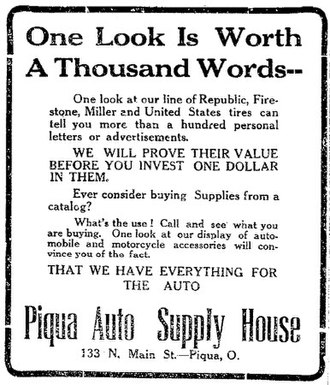 One Look Is Worth
A Thousand Words--
One look at our line of Republic, Fire-
stone, Miller and United States tires can
tell you more than a hundred personal
letters or advertisements.
WE WILL PROVE THEIR VALUE
BEFORE YOU INVEST ONE DOLLAR
IN THEM.
Ever consider buying Supplies from a
catalog?
What's the use! Call and see what you
are buying. One look at our display of auto-
mobile and motorcycle accessories will con-
vince you of the fact.
THAT WE HAVE EVERYTHING FOR
THE AUTO
Piqua Auto Supply House
133 N. Main St.—Piqua, O.